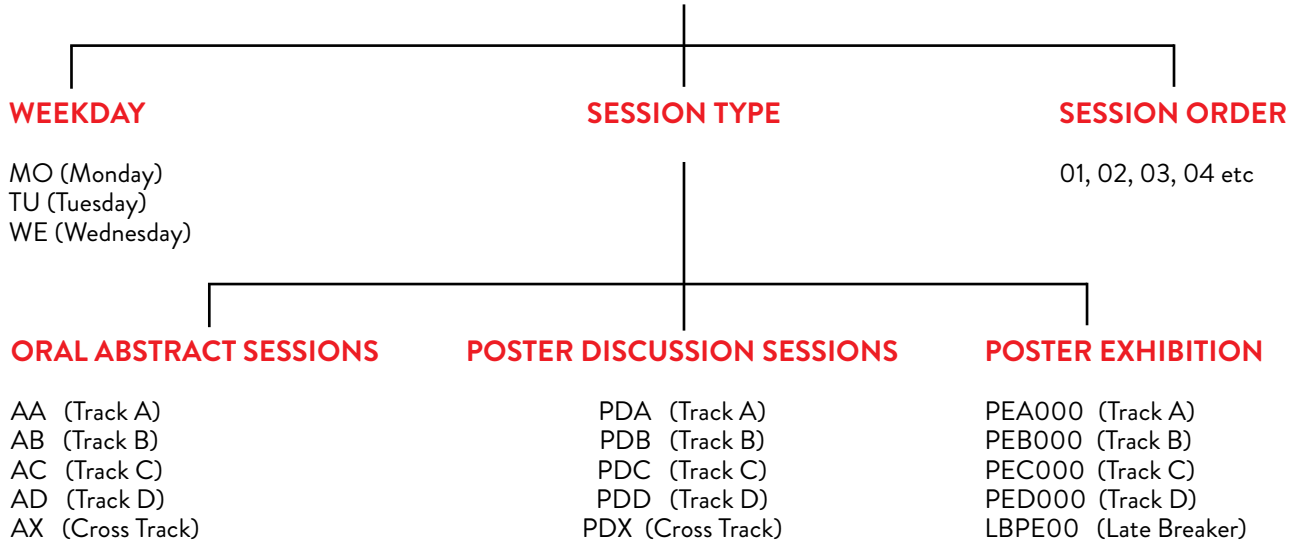 WEEKDAY
MO (Monday)
TU (Tuesday)
WE (Wednesday)
SESSION TYPE
SESSION ORDER
01, 02, 03, 04 etc
ORAL ABSTRACT SESSIONS
AA (Track A)
AB (Track B)
AC (Track C)
AD (Track D)
AX (Cross Track)
POSTER DISCUSSION SESSIONS
PDA (Track A)
PDB (Track B)
PDC (Track C)
PDD (Track D)
PDX (Cross Track)
POSTER EXHIBITION
PEA000 (Track A)
PEB000 (Track B)
PEC000 (Track C)
PED000 (Track D)
LBPE00 (Late Breaker)